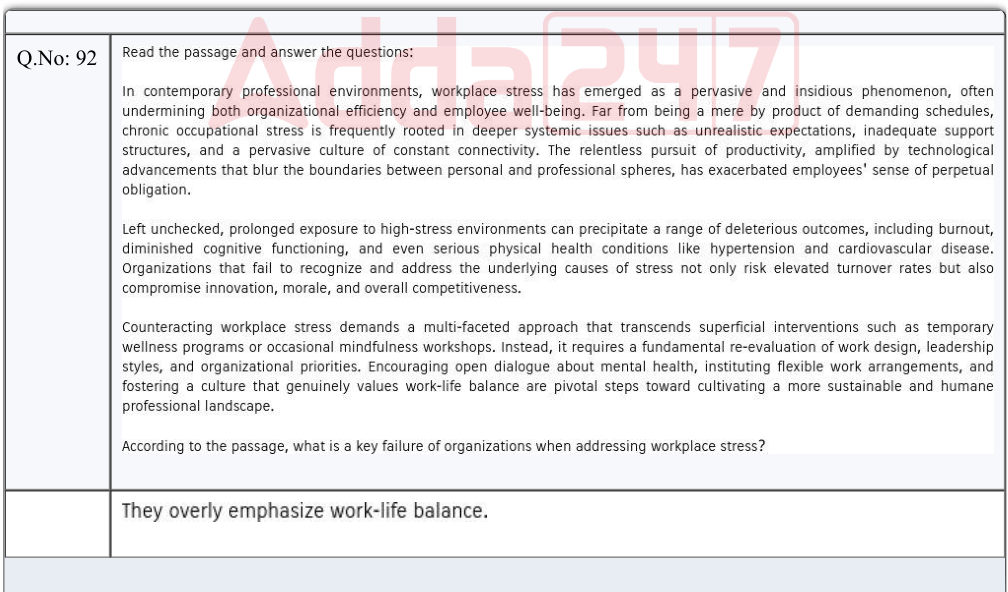 Adda247
Q.No: 92
Read the passage and answer the questions:
In contemporary professional environments, workplace stress has emerged as a pervasive and insidious phenomenon, often
undermining both organizational efficiency and employee well-being. Far from being a mere by product of demanding schedules,
chronic occupational stress is frequently rooted in deeper systemic issues such as unrealistic expectations, inadequate support
structures, and a pervasive culture of constant connectivity. The relentless pursuit of productivity, amplified by technological
advancements that blur the boundaries between personal and professional spheres, has exacerbated employees' sense of perpetual
obligation.
Left unchecked, prolonged exposure to high-stress environments can precipitate a range of deleterious outcomes, including burnout,
diminished cognitive functioning, and even serious physical health conditions like hypertension and cardiovascular disease.
Organizations that fail to recognize and address the underlying causes of stress not only risk elevated turnover rates but also
compromise innovation, morale, and overall competitiveness.
Counteracting workplace stress demands a multi-faceted approach that transcends superficial interventions such as temporary
wellness programs or occasional mindfulness workshops. Instead, it requires a fundamental re-evaluation of work design, leadership
styles, and organizational priorities. Encouraging open dialogue about mental health, instituting flexible work arrangements, and
fostering a culture that genuinely values work-life balance are pivotal steps toward cultivating a more sustainable and humane
professional landscape.
According to the passage, what is a key failure of organizations when addressing workplace stress?
They overly emphasize work-life balance.